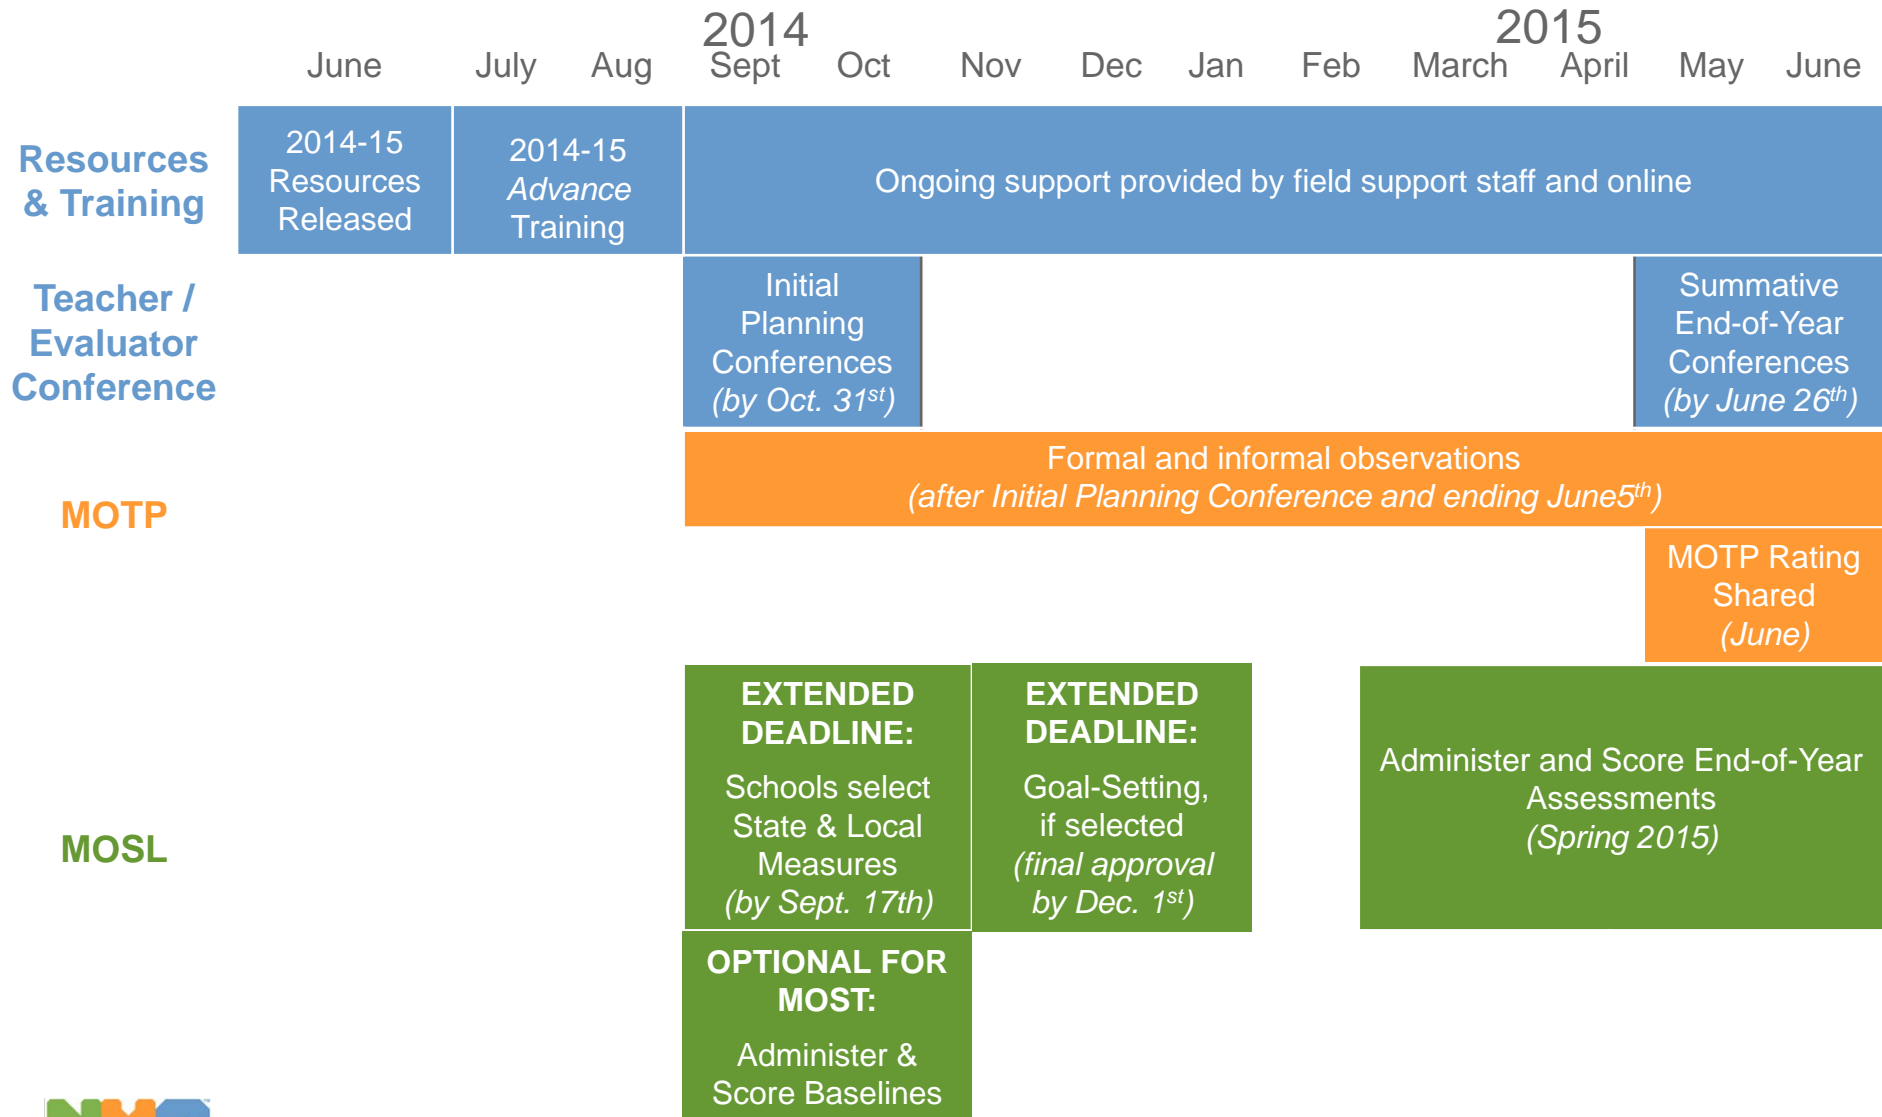 2014
2015
June July Aug Sept Oct Nov Dec Jan Feb March April May June
Resources
& Training
2014-15
Resources
Released
2014-15
Advance
Training
Ongoing support provided by field support staff and online
Teacher /
Evaluator
Conference
Initial
Planning
Conferences
(by Oct. 31st)
Summative
End-of-Year
Conferences
(by June 26th)
MOTP
Formal and informal observations
(after Initial Planning Conference and ending June5th)
MOTP Rating
Shared
(June)
MOSL
EXTENDED
DEADLINE:
Schools select
State & Local
Measures
(by Sept. 17th)
EXTENDED
DEADLINE:
Goal-Setting,
if selected
(final approval
by Dec. 1st)
Administer and Score End-of-Year
Assessments
(Spring 2015)
OPTIONAL FOR
MOST:
Administer &
Score Baselines